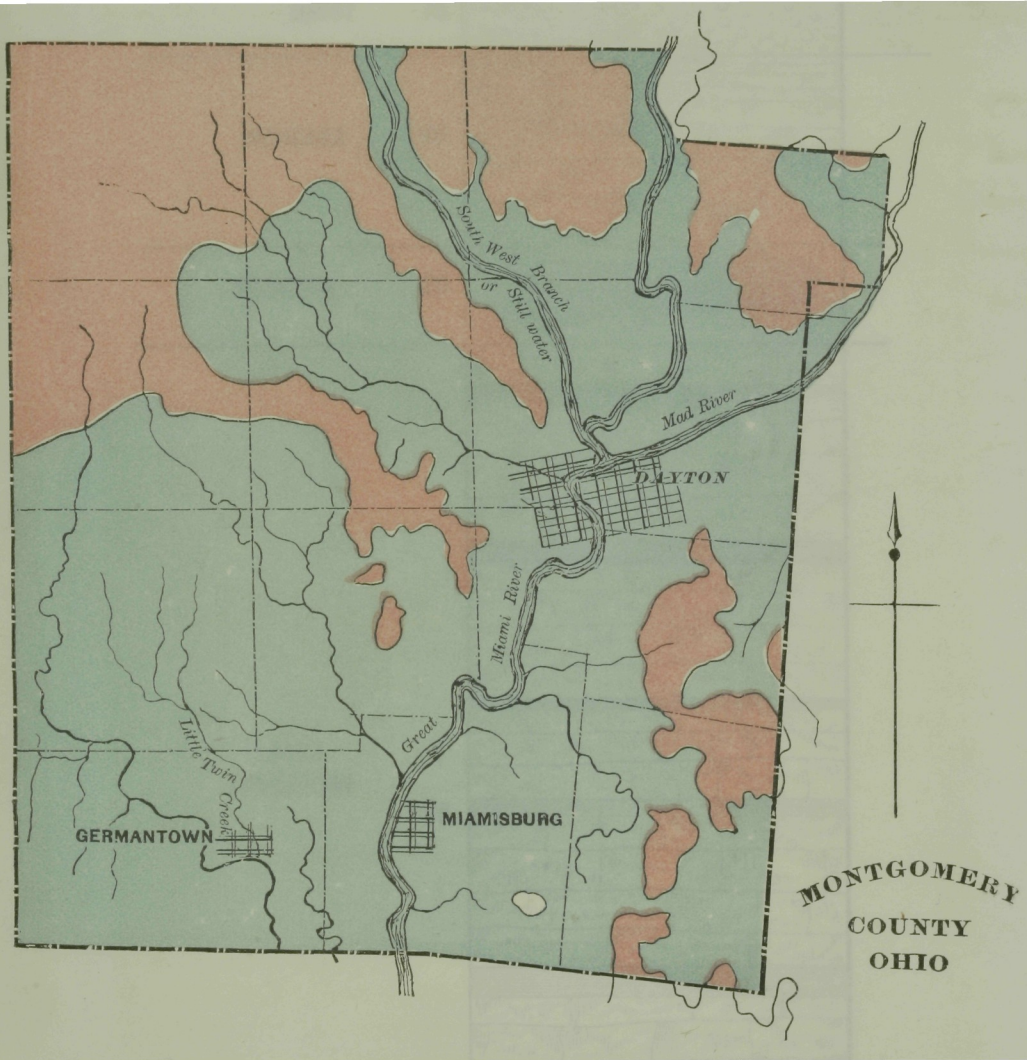 South West Branch
or Still water
Mad River
DAYTON
Miami River
Great
Little Twin Creek
GERMANTOWN
MIAMISBURG
MONTGOMERY
COUNTY
OHIO